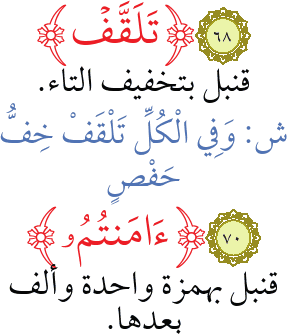 ٦٨ ﴿تَلَقَّفۡ﴾
قنبل بتخفيف التاء.
ش: وَفِي الْكُلِّ تَلْقَفْ خِفُّ
حَفْصٍ
٧٠ ﴿ءَامَنتُمُو﴾
قنبل بهمزة واحدة وألف
بعدها.